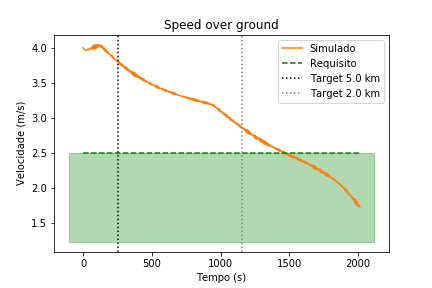 Speed over ground
4.0
3.5
3.0
2.5
2.0
1.5
Velocidade (m/s)
Simulado
Requisito
Target 5.0 km
Target 2.0 km
0
500
1000
1500
2000
Tempo (s)